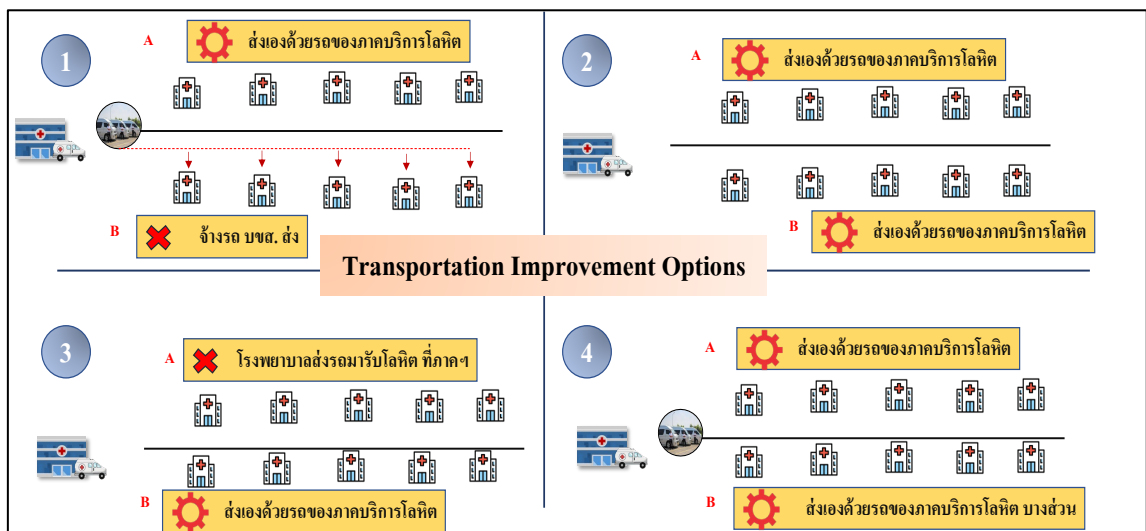 1
A
ส่งเองด้วยรถของภาคบริการโลหิต
B
จ้างรถ บขส. ส่ง
2
A
ส่งเองด้วยรถของภาคบริการโลหิต
B
ส่งเองด้วยรถของภาคบริการโลหิต
Transportation Improvement Options
3
A
โรงพยาบาลส่งรถมารับโลหิต ที่ภาคฯ
B
ส่งเองด้วยรถของภาคบริการโลหิต
4
A
ส่งเองด้วยรถของภาคบริการโลหิต
B
ส่งเองด้วยรถของภาคบริการโลหิต บางส่วน